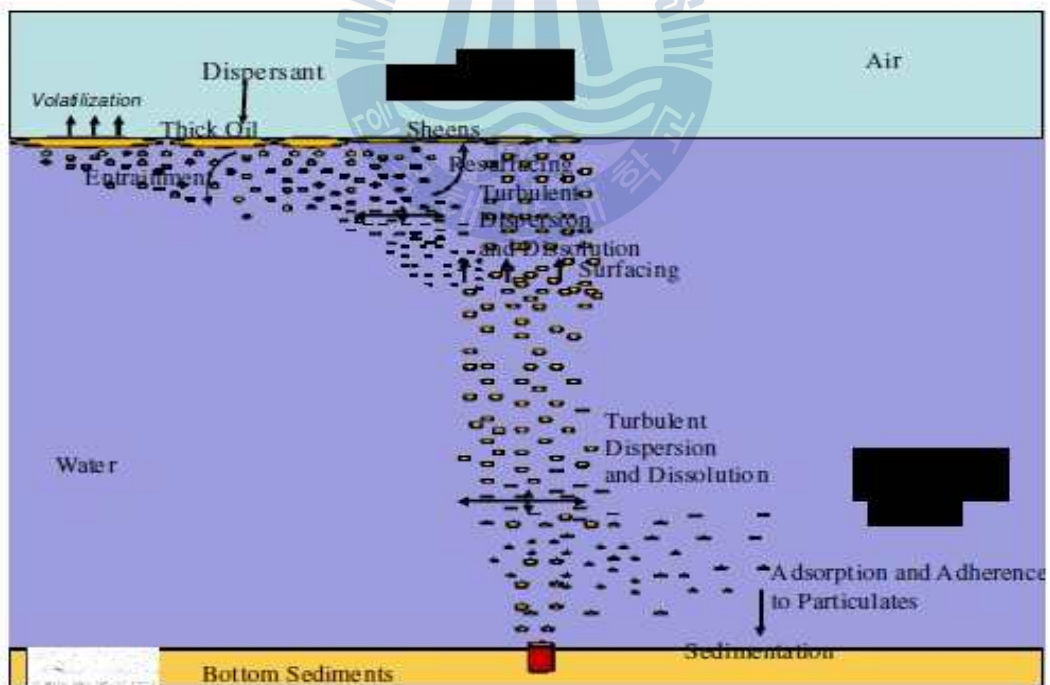 Air
Dispersant
Volatilization
Thick Oil
Sheens
Entrainment
Resurfacing
Turbulent
Dispersion
and Dissolution
Surfacing
Turbulent
Dispersion
and Dissolution
Water
Adsorption and Adherence
to Particulates
Sedimentation
Bottom Sediments